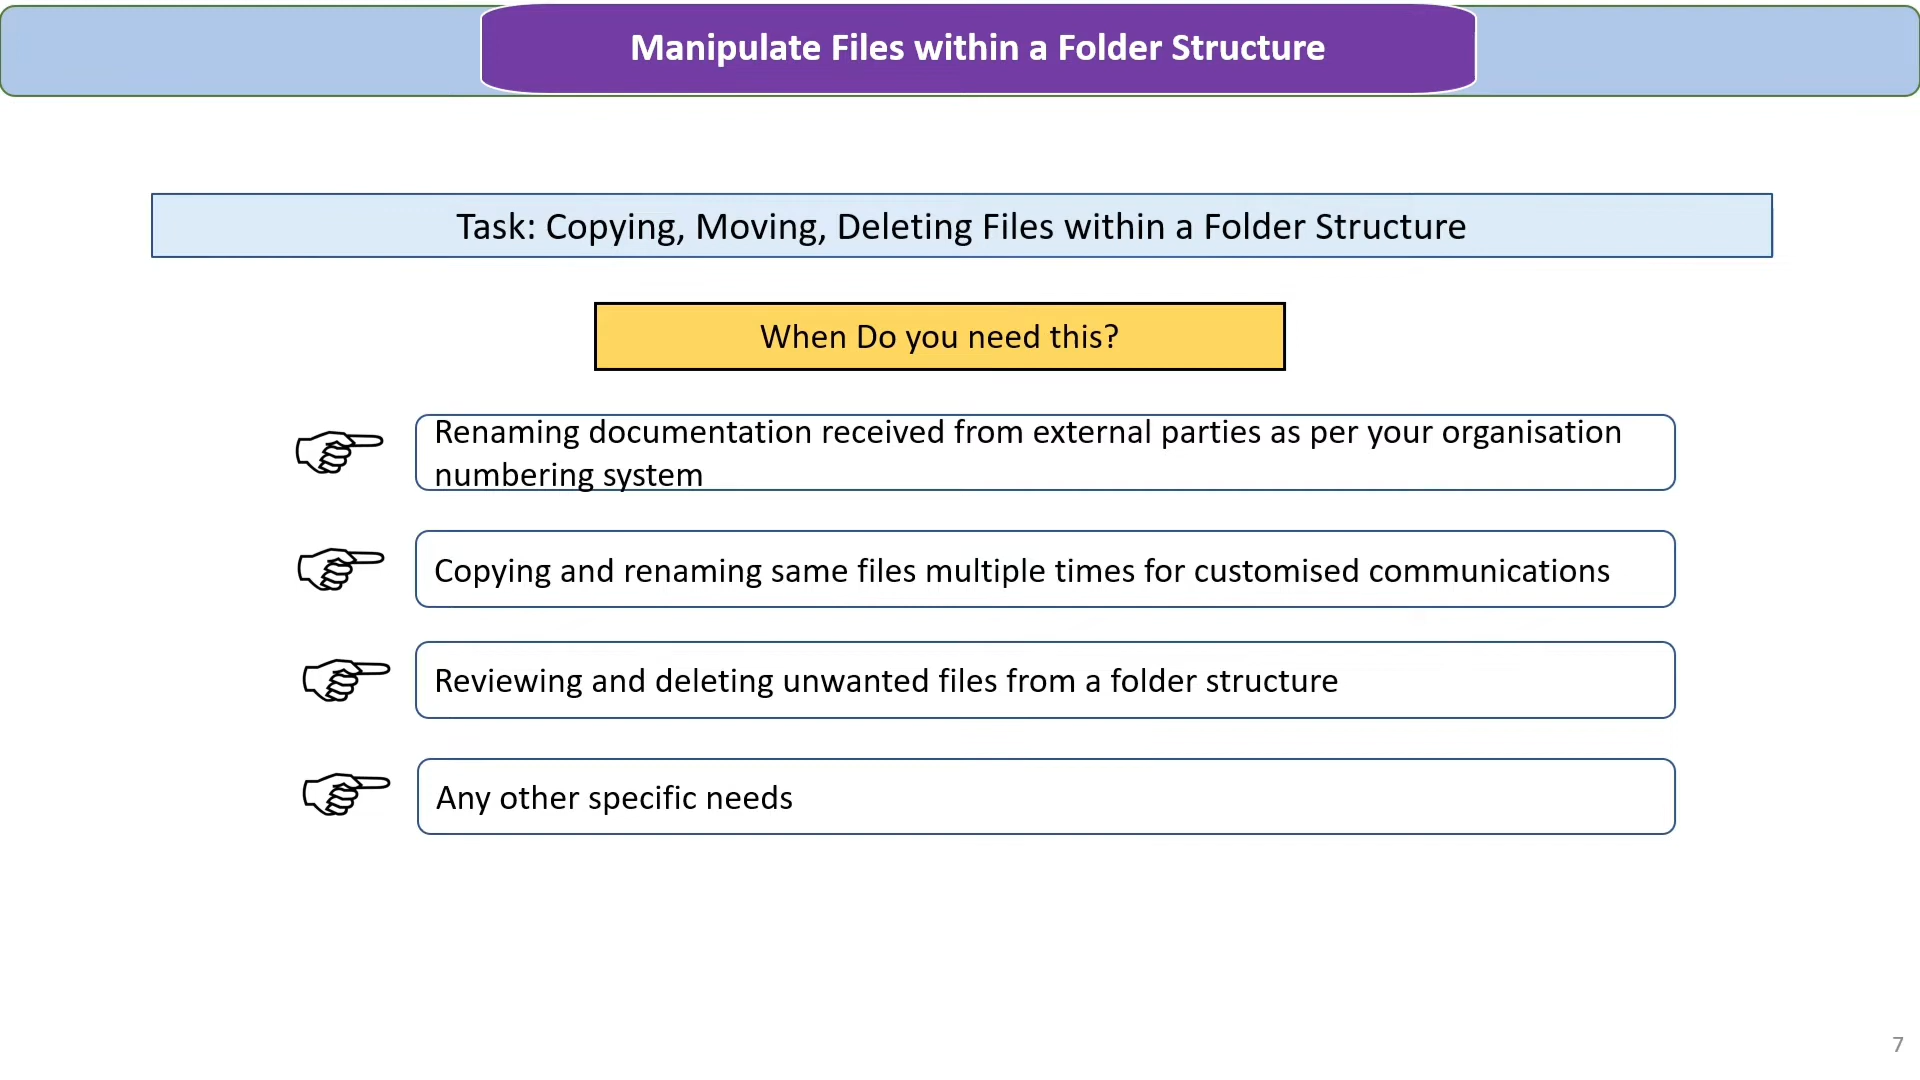 Manipulate Files within a Folder Structure
Task: Copying, Moving, Deleting Files within a Folder Structure
When Do you need this?
Renaming documentation received from external parties as per your organisation
numbering system
Copying and renaming same files multiple times for customised communications
Reviewing and deleting unwanted files from a folder structure
Any other specific needs
7